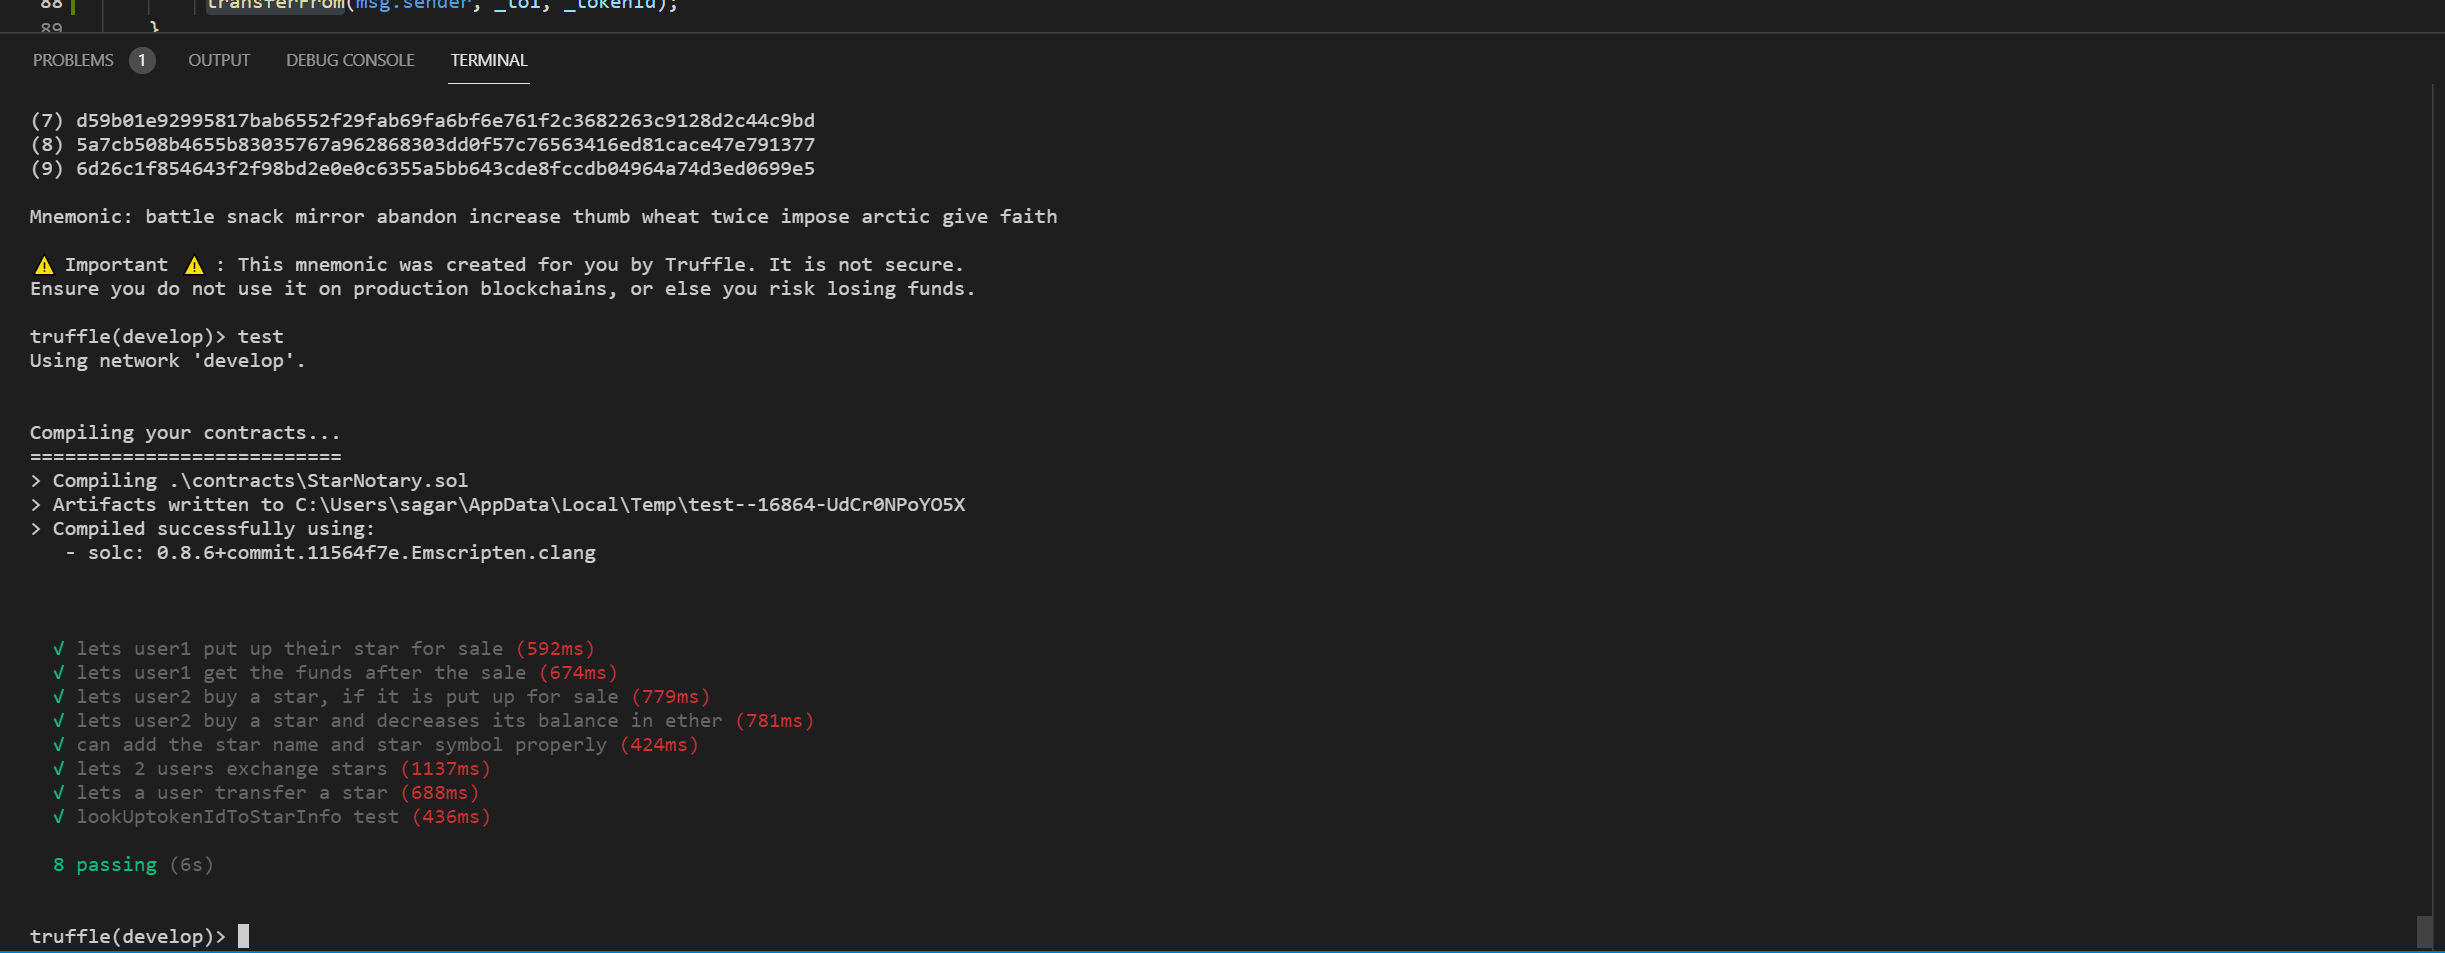 88 transferFrom(msg.sender, _to1, _tokenId);
89 }
PROBLEMS 1 OUTPUT DEBUG CONSOLE TERMINAL
(7) d59b01e92995817bab6552f29fab69fa6bf6e761f2c3682263c9128d2c44c9bd
(8) 5a7cb508b4655b83035767a962868303dd0f57c76563416ed81cace47e791377
(9) 6d26c1f854643f2f98bd2e0e0c6355a5bb643cde8fccdb04964a74d3ed0699e5
Mnemonic: battle snack mirror abandon increase thumb wheat twice impose arctic give faith
⚠ Important ⚠ : This mnemonic was created for you by Truffle. It is not secure.
Ensure you do not use it on production blockchains, or else you risk losing funds.
truffle(develop)> test
Using network 'develop'.
Compiling your contracts...
===========================
> Compiling .\contracts\StarNotary.sol
> Artifacts written to C:\Users\sagar\AppData\Local\Temp\test--16864-UdCr0NPoYO5X
> Compiled successfully using:
- solc: 0.8.6+commit.11564f7e.Emscripten.clang
√ lets user1 put up their star for sale (592ms)
√ lets user1 get the funds after the sale (674ms)
√ lets user2 buy a star, if it is put up for sale (779ms)
√ lets user2 buy a star and decreases its balance in ether (781ms)
√ can add the star name and star symbol properly (424ms)
√ lets 2 users exchange stars (1137ms)
√ lets a user transfer a star (688ms)
√ lookUptokenIdToStarInfo test (436ms)
8 passing (6s)
truffle(develop)>